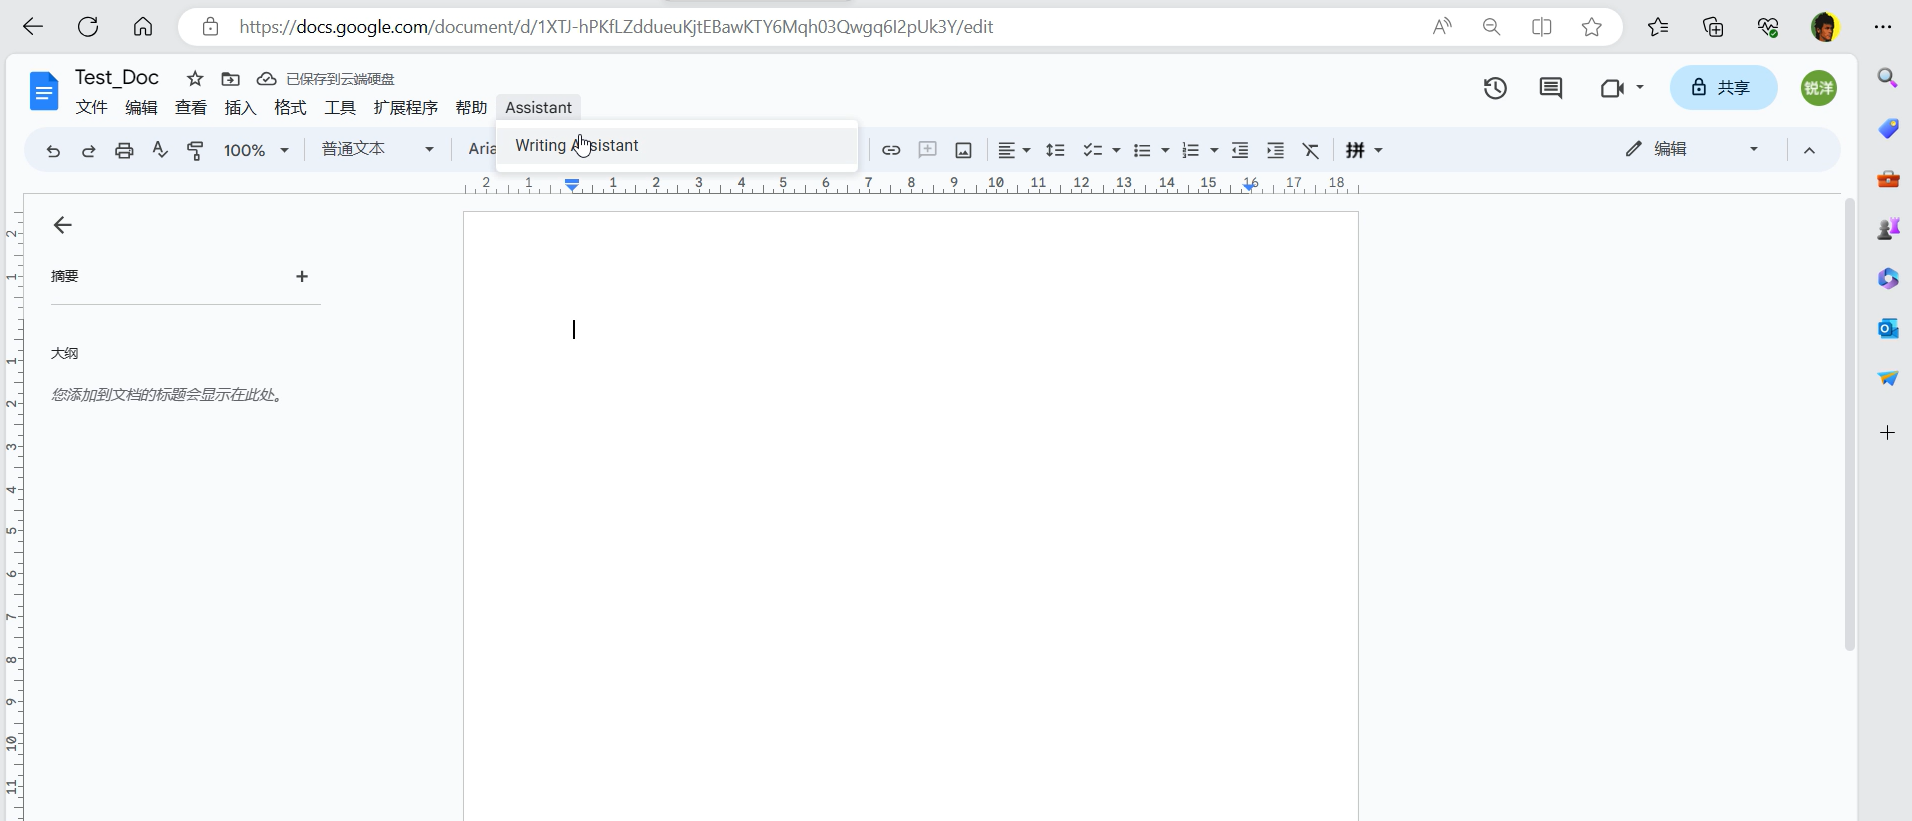 https://docs.google.com/document/d/1XTJ-hPKfLZddueuKjtEBawKTY6Mqh03Qwgq6I2pUk3Y/edit
Test_Doc 已保存到云端硬盘
文件 编辑 查看 插入 格式 工具 扩展程序 帮助 Assistant
共享
锐洋
Writing Assistant
100% 普通文本 Aria
拼
编辑
2 1 1 2 3 4 5 6 7 8 9 10 11 12 13 14 15 16 17 18
摘要
大纲
您添加到文档的标题会显示在此处。
2
1
1
2
3
4
5
6
7
8
9
10
11